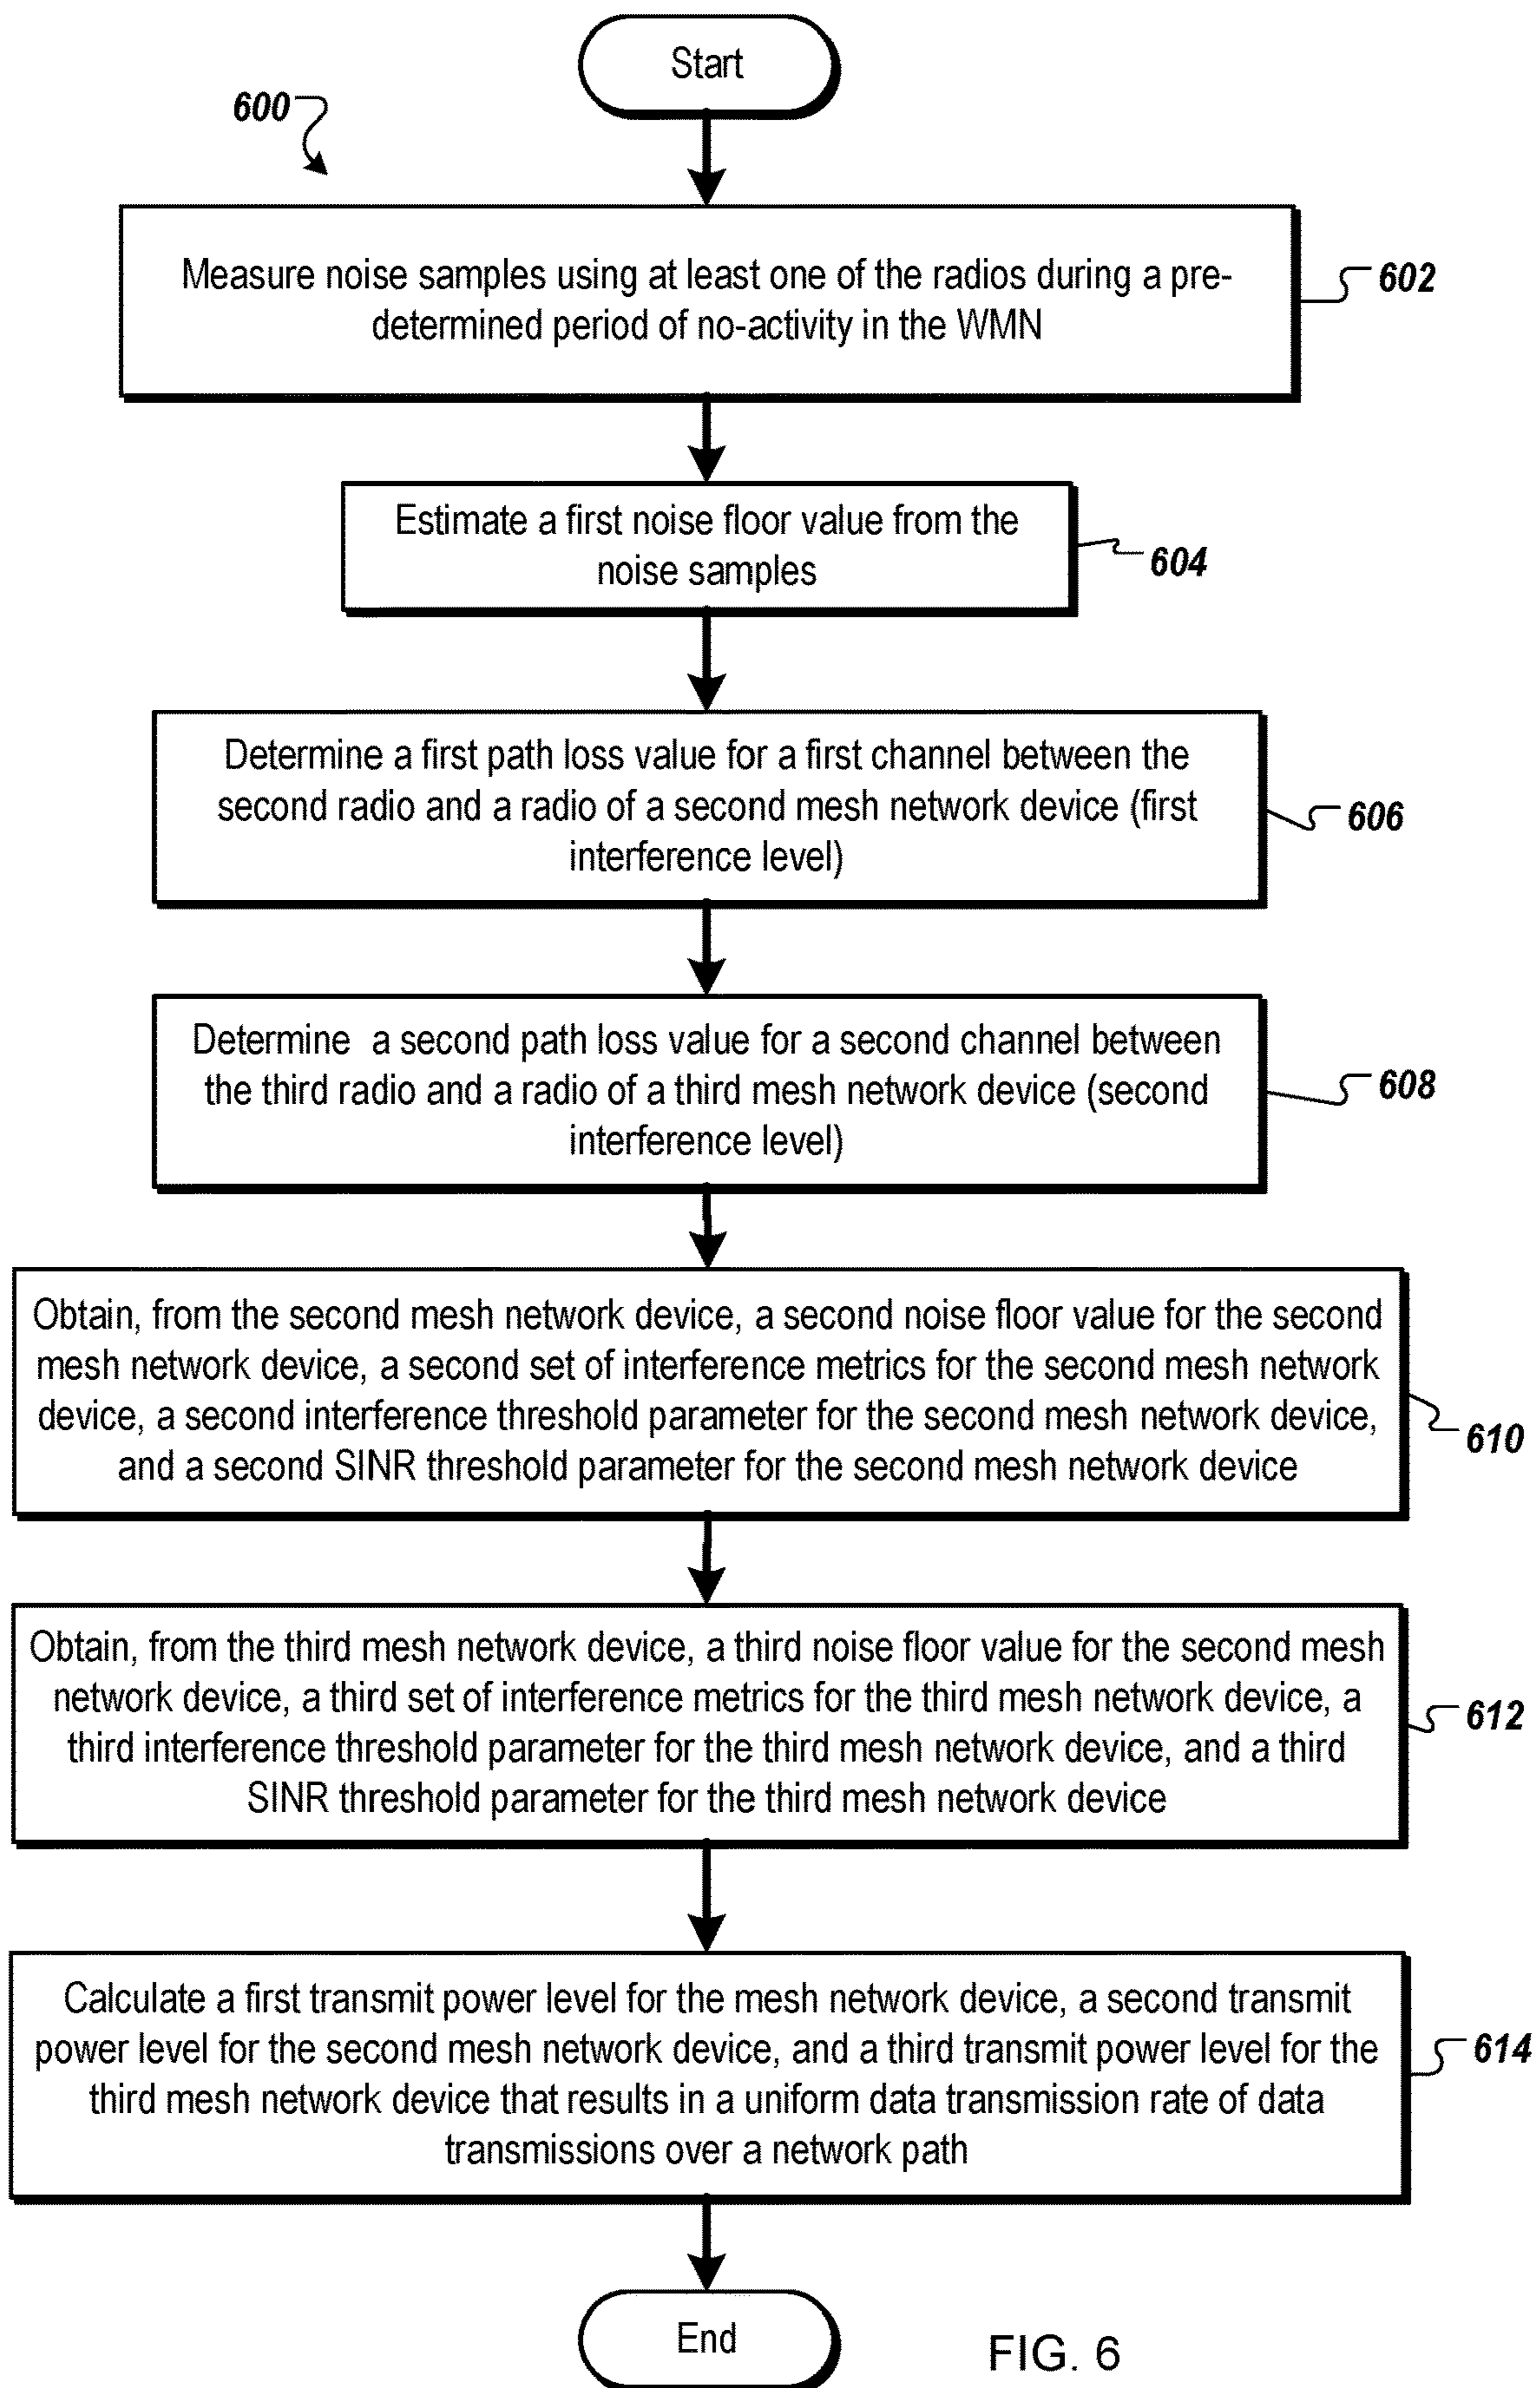 Start
600
Measure noise samples using at least one of the radios during a pre-
determined period of no-activity in the WMN
602
Estimate a first noise floor value from the
noise samples
604
Determine a first path loss value for a first channel between the
second radio and a radio of a second mesh network device (first
interference level)
606
Determine a second path loss value for a second channel between
the third radio and a radio of a third mesh network device (second
interference level)
608
Obtain, from the second mesh network device, a second noise floor value for the second
mesh network device, a second set of interference metrics for the second mesh network
device, a second interference threshold parameter for the second mesh network device,
and a second SINR threshold parameter for the second mesh network device
610
Obtain, from the third mesh network device, a third noise floor value for the second mesh
network device, a third set of interference metrics for the third mesh network device, a
third interference threshold parameter for the third mesh network device, and a third
SINR threshold parameter for the third mesh network device
612
Calculate a first transmit power level for the mesh network device, a second transmit
power level for the second mesh network device, and a third transmit power level for the
third mesh network device that results in a uniform data transmission rate of data
transmissions over a network path
614
End
FIG. 6